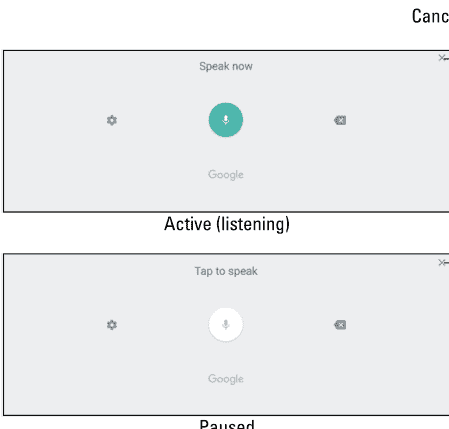 Canc
Speak now
Google
Active (listening)
Tap to speak
Google
Paused